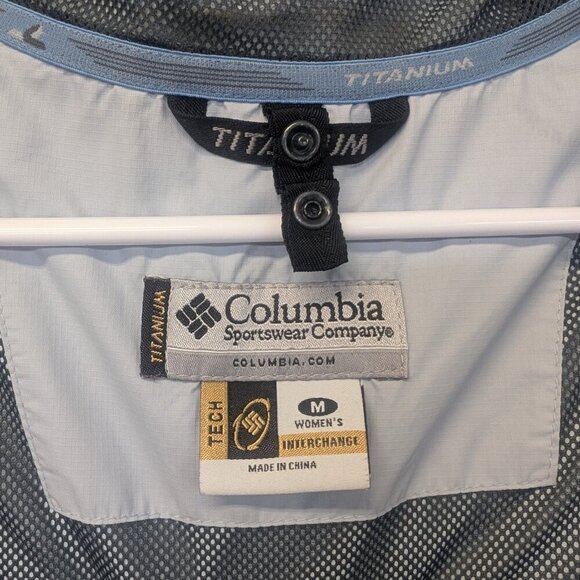 TITANIUM
TITANIUM
TITANIUM
Columbia
Sportswear Company®
COLUMBIA.COM
TECH
M
WOMEN'S
INTERCHANGE
MADE IN CHINA